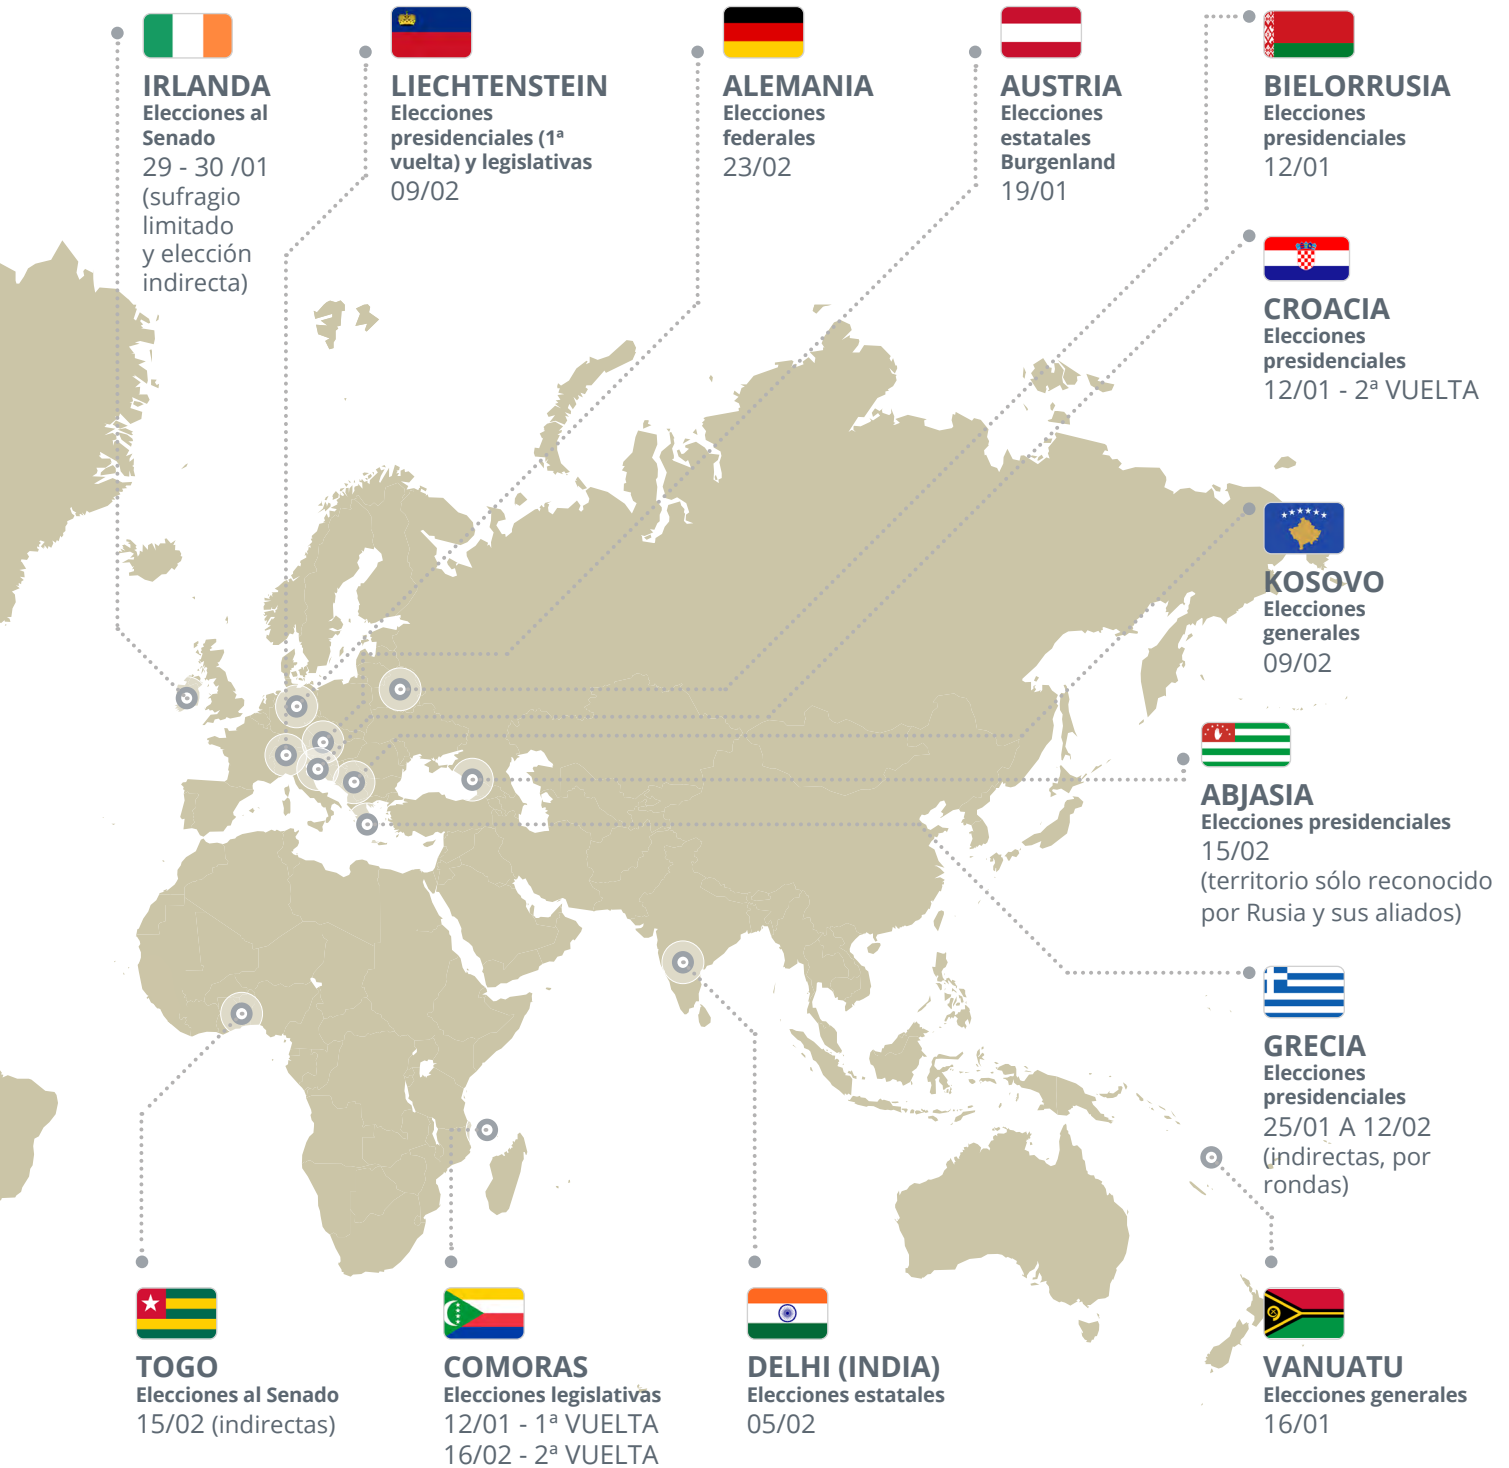 IRLANDA
Elecciones al
Senado
29 - 30 /01
(sufragio
limitado
y elección
indirecta)
LIECHTENSTEIN
Elecciones
presidenciales (1ª
vuelta) y legislativas
09/02
ALEMANIA
Elecciones
federales
23/02
AUSTRIA
Elecciones
estatales
Burgenland
19/01
BIELORRUSIA
Elecciones
presidenciales
12/01
CROACIA
Elecciones
presidenciales
12/01 - 2ª VUELTA
KOSOVO
Elecciones
generales
09/02
ABJASIA
Elecciones presidenciales
15/02
(territorio sólo reconocido
por Rusia y sus aliados)
GRECIA
Elecciones
presidenciales
25/01 A 12/02
(indirectas, por
rondas)
TOGO
Elecciones al Senado
15/02 (indirectas)
COMORAS
Elecciones legislativas
12/01 - 1ª VUELTA
16/02 - 2ª VUELTA
DELHI (INDIA)
Elecciones estatales
05/02
VANUATU
Elecciones generales
16/01